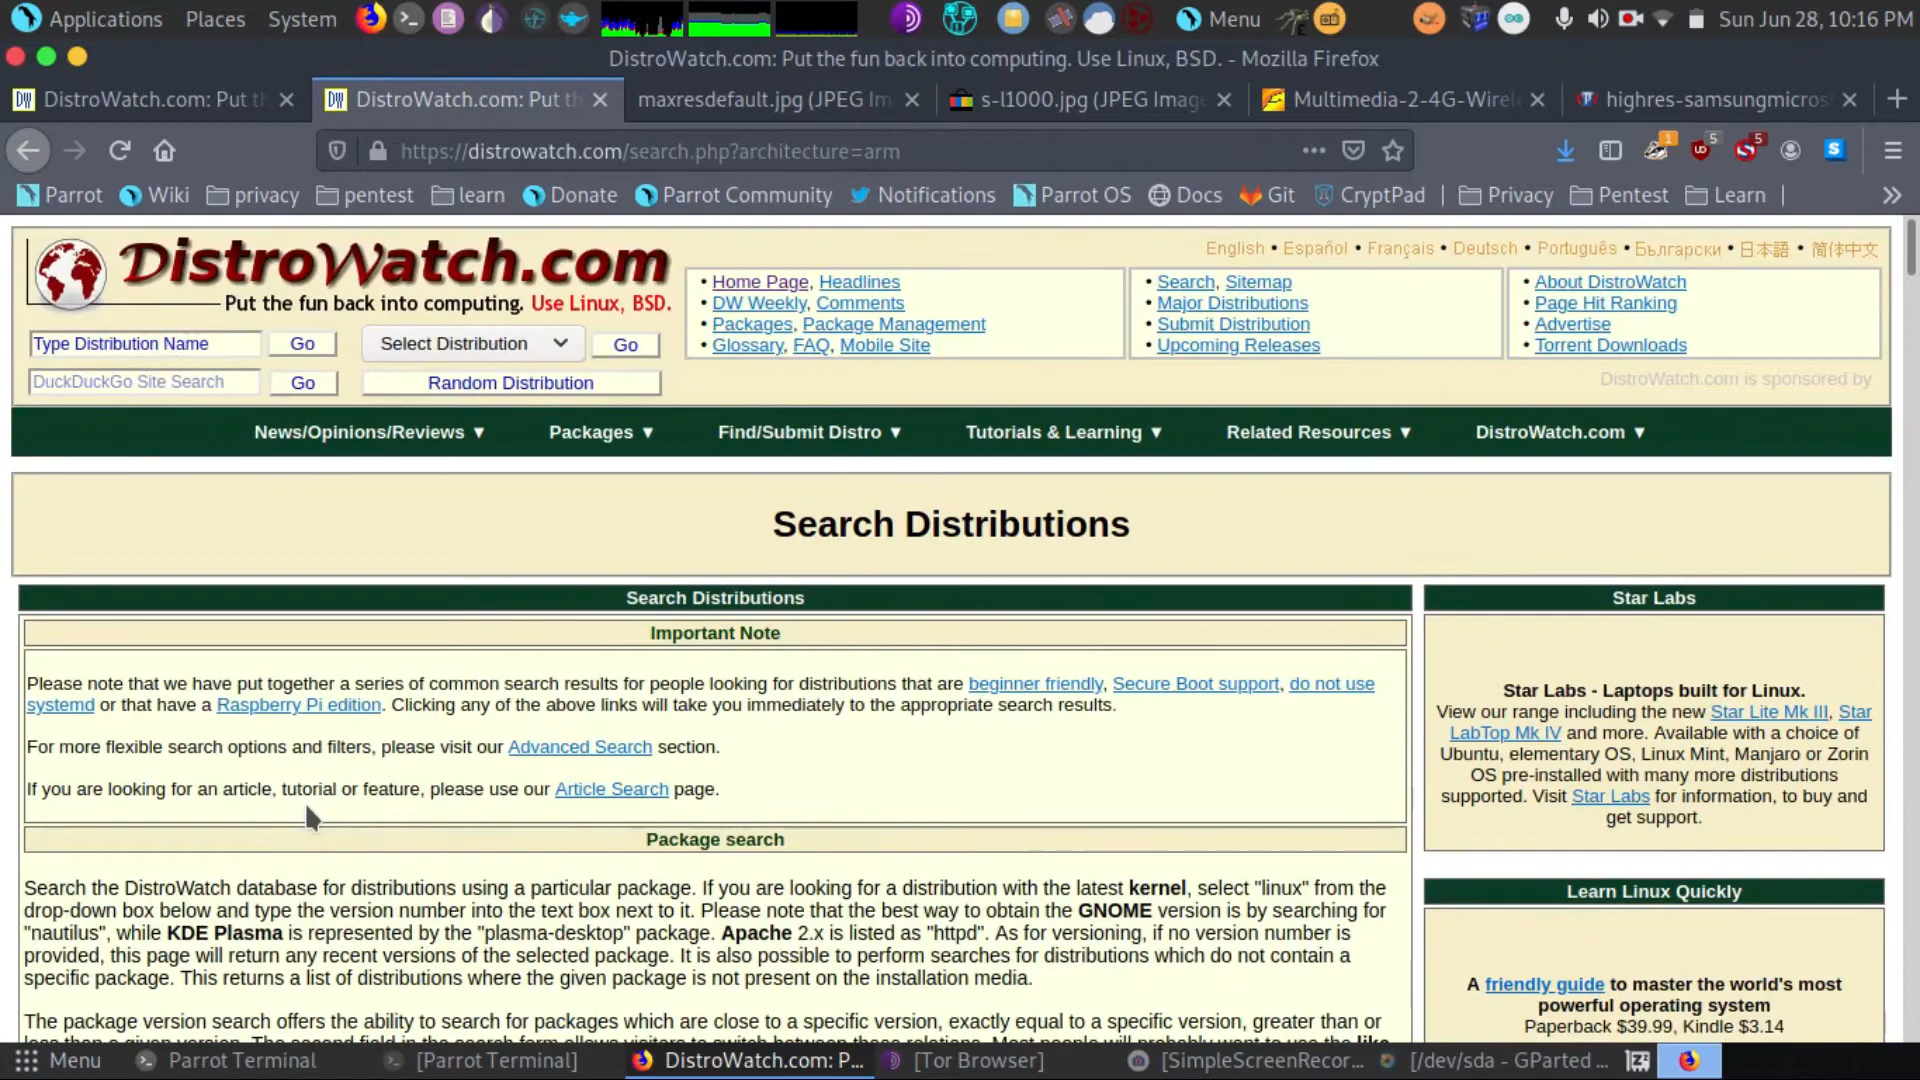 Applications Places System Menu Sun Jun 28, 10:16 PM
DistroWatch.com: Put the fun back into computing. Use Linux, BSD. - Mozilla Firefox
DistroWatch.com: Put th DistroWatch.com: Put th maxresdefault.jpg (JPEG Im s-l1000.jpg (JPEG Image Multimedia-2-4G-Wirele highres-samsungmicros
https://distrowatch.com/search.php?architecture=arm 1 5 5
Parrot Wiki privacy pentest learn Donate Parrot Community Notifications Parrot OS Docs Git CryptPad Privacy Pentest Learn
DistroWatch.com
Put the fun back into computing. Use Linux, BSD.
English • Español • Français • Deutsch • Português • Български • 日本語 • 简体中文
• Home Page, Headlines
• DW Weekly, Comments
• Packages, Package Management
• Glossary, FAQ, Mobile Site
• Search, Sitemap
• Major Distributions
• Submit Distribution
• Upcoming Releases
• About DistroWatch
• Page Hit Ranking
• Advertise
• Torrent Downloads
Type Distribution Name Go Select Distribution Go
DuckDuckGo Site Search Go Random Distribution
DistroWatch.com is sponsored by
News/Opinions/Reviews ▼ Packages ▼ Find/Submit Distro ▼ Tutorials & Learning ▼ Related Resources ▼ DistroWatch.com ▼
Search Distributions
Search Distributions
Important Note
Please note that we have put together a series of common search results for people looking for distributions that are beginner friendly, Secure Boot support, do not use
systemd or that have a Raspberry Pi edition. Clicking any of the above links will take you immediately to the appropriate search results.
For more flexible search options and filters, please visit our Advanced Search section.
If you are looking for an article, tutorial or feature, please use our Article Search page.
Package search
Search the DistroWatch database for distributions using a particular package. If you are looking for a distribution with the latest kernel, select "linux" from the
drop-down box below and type the version number into the text box next to it. Please note that the best way to obtain the GNOME version is by searching for
"nautilus", while KDE Plasma is represented by the "plasma-desktop" package. Apache 2.x is listed as "httpd". As for versioning, if no version number is
provided, this page will return any recent versions of the selected package. It is also possible to perform searches for distributions which do not contain a
specific package. This returns a list of distributions where the given package is not present on the installation media.
The package version search offers the ability to search for packages which are close to a specific version, exactly equal to a specific version, greater than or
Star Labs
Star Labs - Laptops built for Linux.
View our range including the new Star Lite Mk III, Star
LabTop Mk IV and more. Available with a choice of
Ubuntu, elementary OS, Linux Mint, Manjaro or Zorin
OS pre-installed with many more distributions
supported. Visit Star Labs for information, to buy and
get support.
Learn Linux Quickly
A friendly guide to master the world's most
powerful operating system
Paperback $39.99, Kindle $3.14
Menu Parrot Terminal [Parrot Terminal] DistroWatch.com: P... [Tor Browser] [SimpleScreenRecor... [/dev/sda - GParted ...